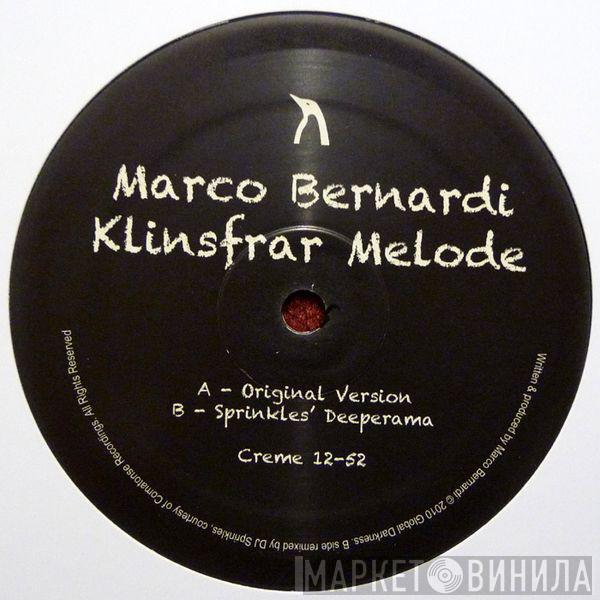 Marco Bernardi
Klinsfrar Melode
A - Original Version
B - Sprinkles' Deeperama
Creme 12-52
Written & produced by Marco Bernardi © 2010 Global Darkness. B side remixed by DJ Sprinkles, courtesy of Comatonse Recordings. All Rights Reserved
МАРКЕТ ВИНИЛА